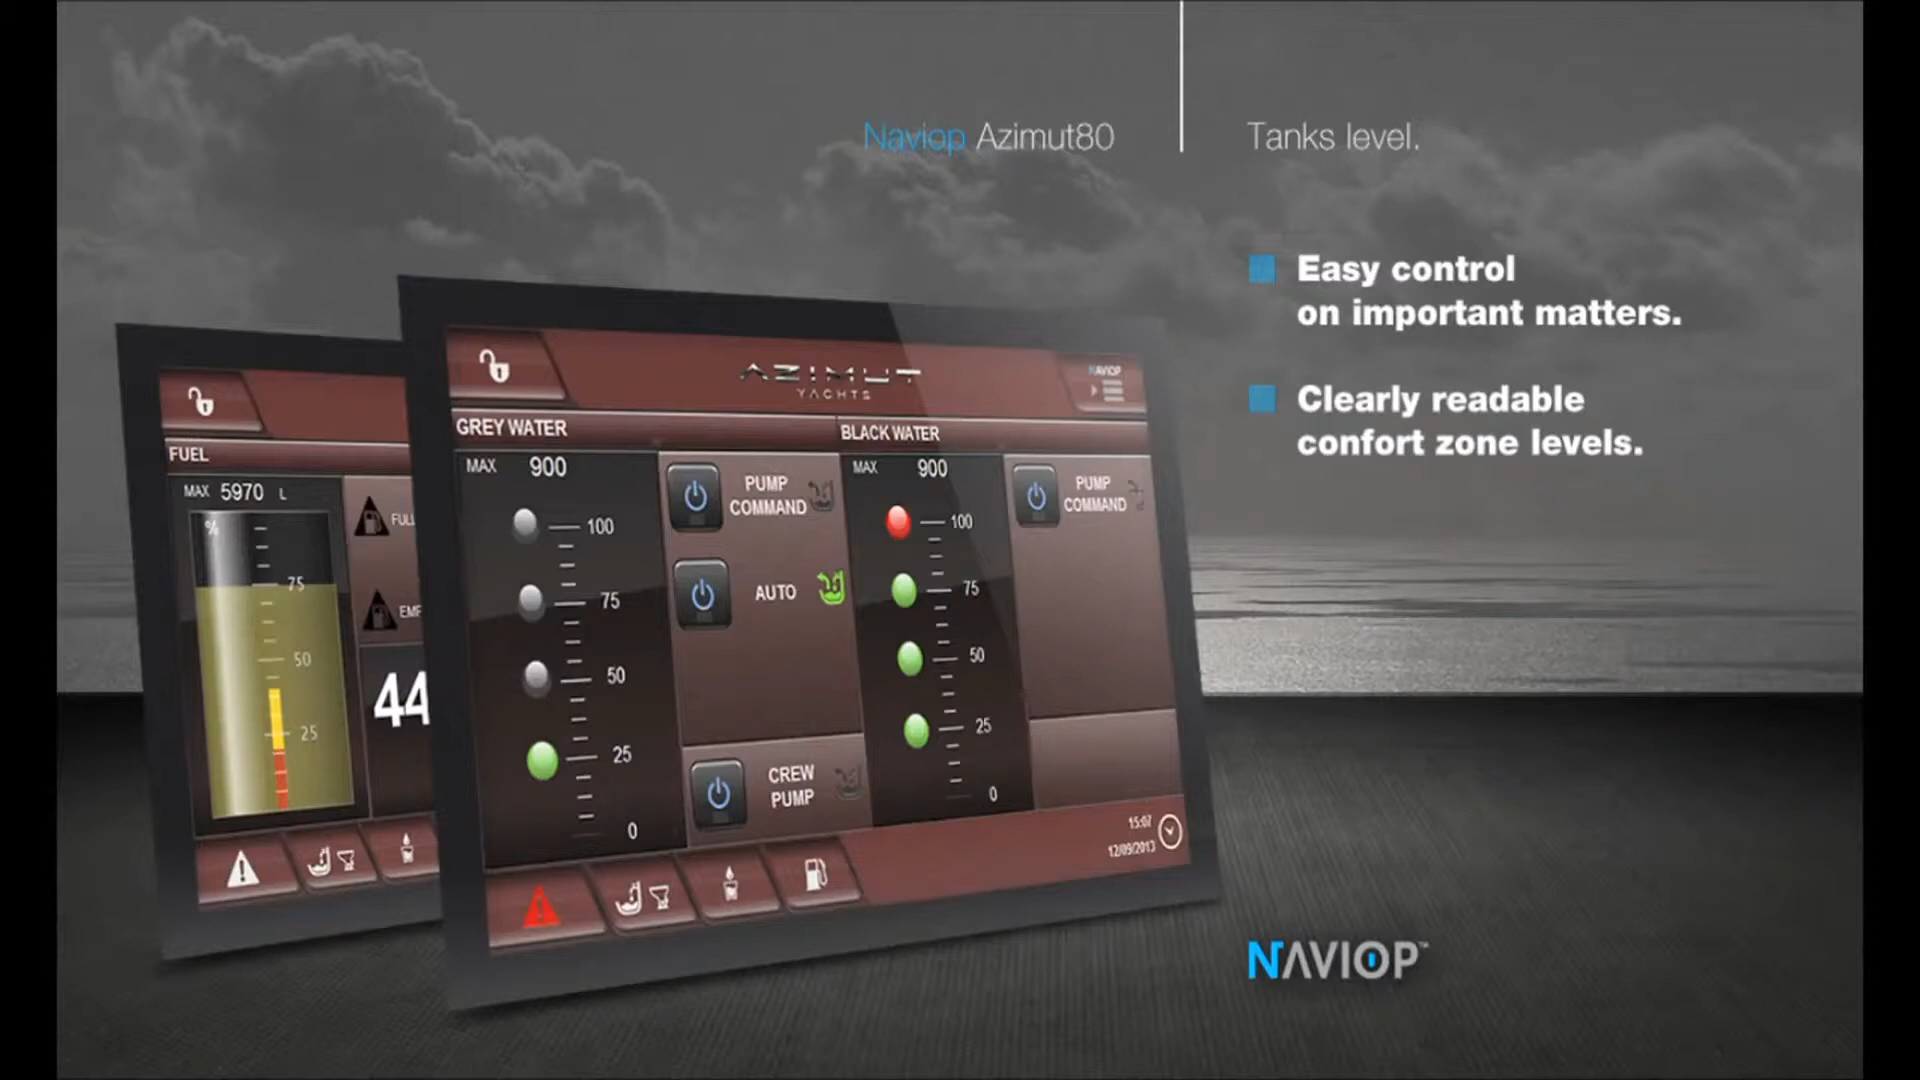 Naviop Azimut80
Tanks level.
Easy control
on important matters.
Clearly readable
confort zone levels.
FUEL
MAX 5970 L
%
75
50
25
44
AZIMUT
YACHTS
NAVIOP
GREY WATER
MAX 900
100
75
50
25
0
PUMP
COMMAND
AUTO
CREW
PUMP
BLACK WATER
MAX 900
100
75
50
25
0
PUMP
COMMAND
15:07
12/09/2013
NAVIOP™